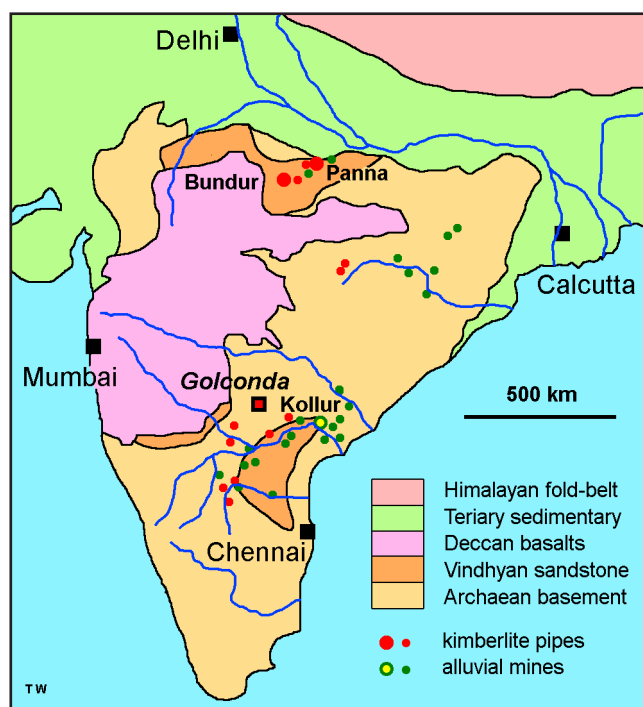 Delhi
Bundur
Panna
Calcutta
Mumbai
Golconda
Kollur
500 km
Chennai
Himalayan fold-belt
Teriary sedimentary
Deccan basalts
Vindhyan sandstone
Archaean basement
kimberlite pipes
alluvial mines
TW